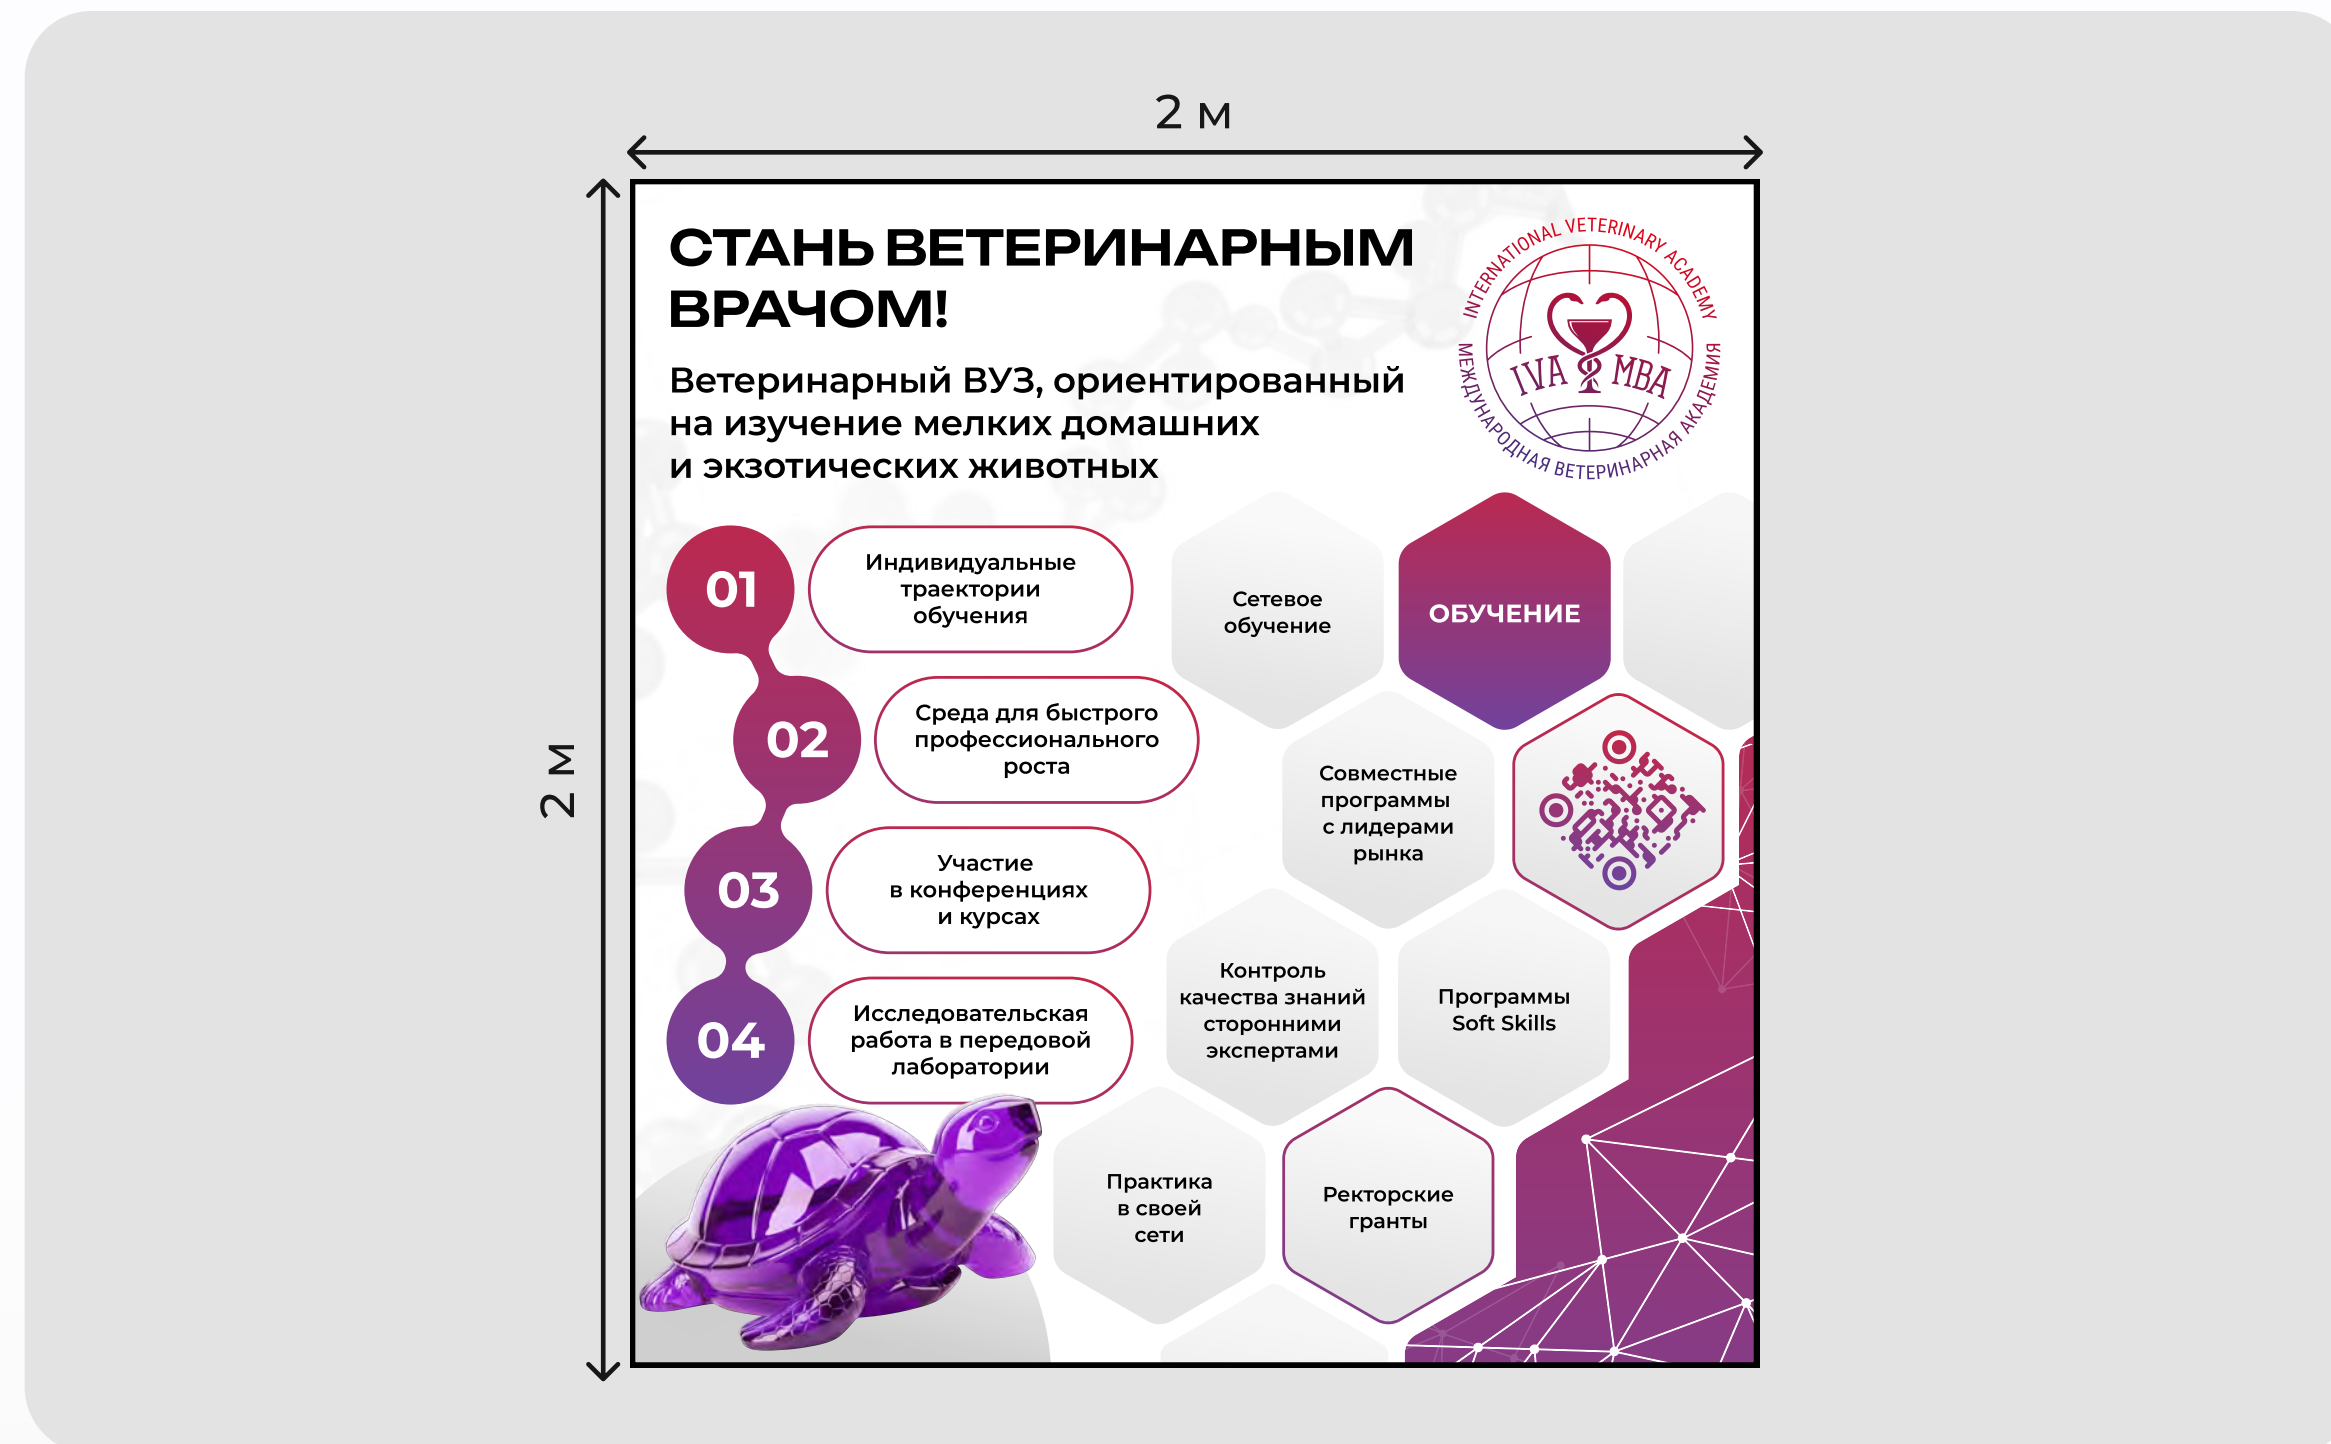 2 м
2 м
СТАНЬ ВЕТЕРИНАРНЫМ
ВРАЧОМ!
Ветеринарный ВУЗ, ориентированный
на изучение мелких домашних
и экзотических животных
INTERNATIONAL VETERINARY ACADEMY
IVA MBA
МЕЖДУНАРОДНАЯ ВЕТЕРИНАРНАЯ АКАДЕМИЯ
01
Индивидуальные
траектории
обучения
02
Среда для быстрого
профессионального
роста
03
Участие
в конференциях
и курсах
04
Исследовательская
работа в передовой
лаборатории
Сетевое
обучение
ОБУЧЕНИЕ
Совместные
программы
с лидерами
рынка
Контроль
качества знаний
сторонними
экспертами
Программы
Soft Skills
Практика
в своей
сети
Ректорские
гранты